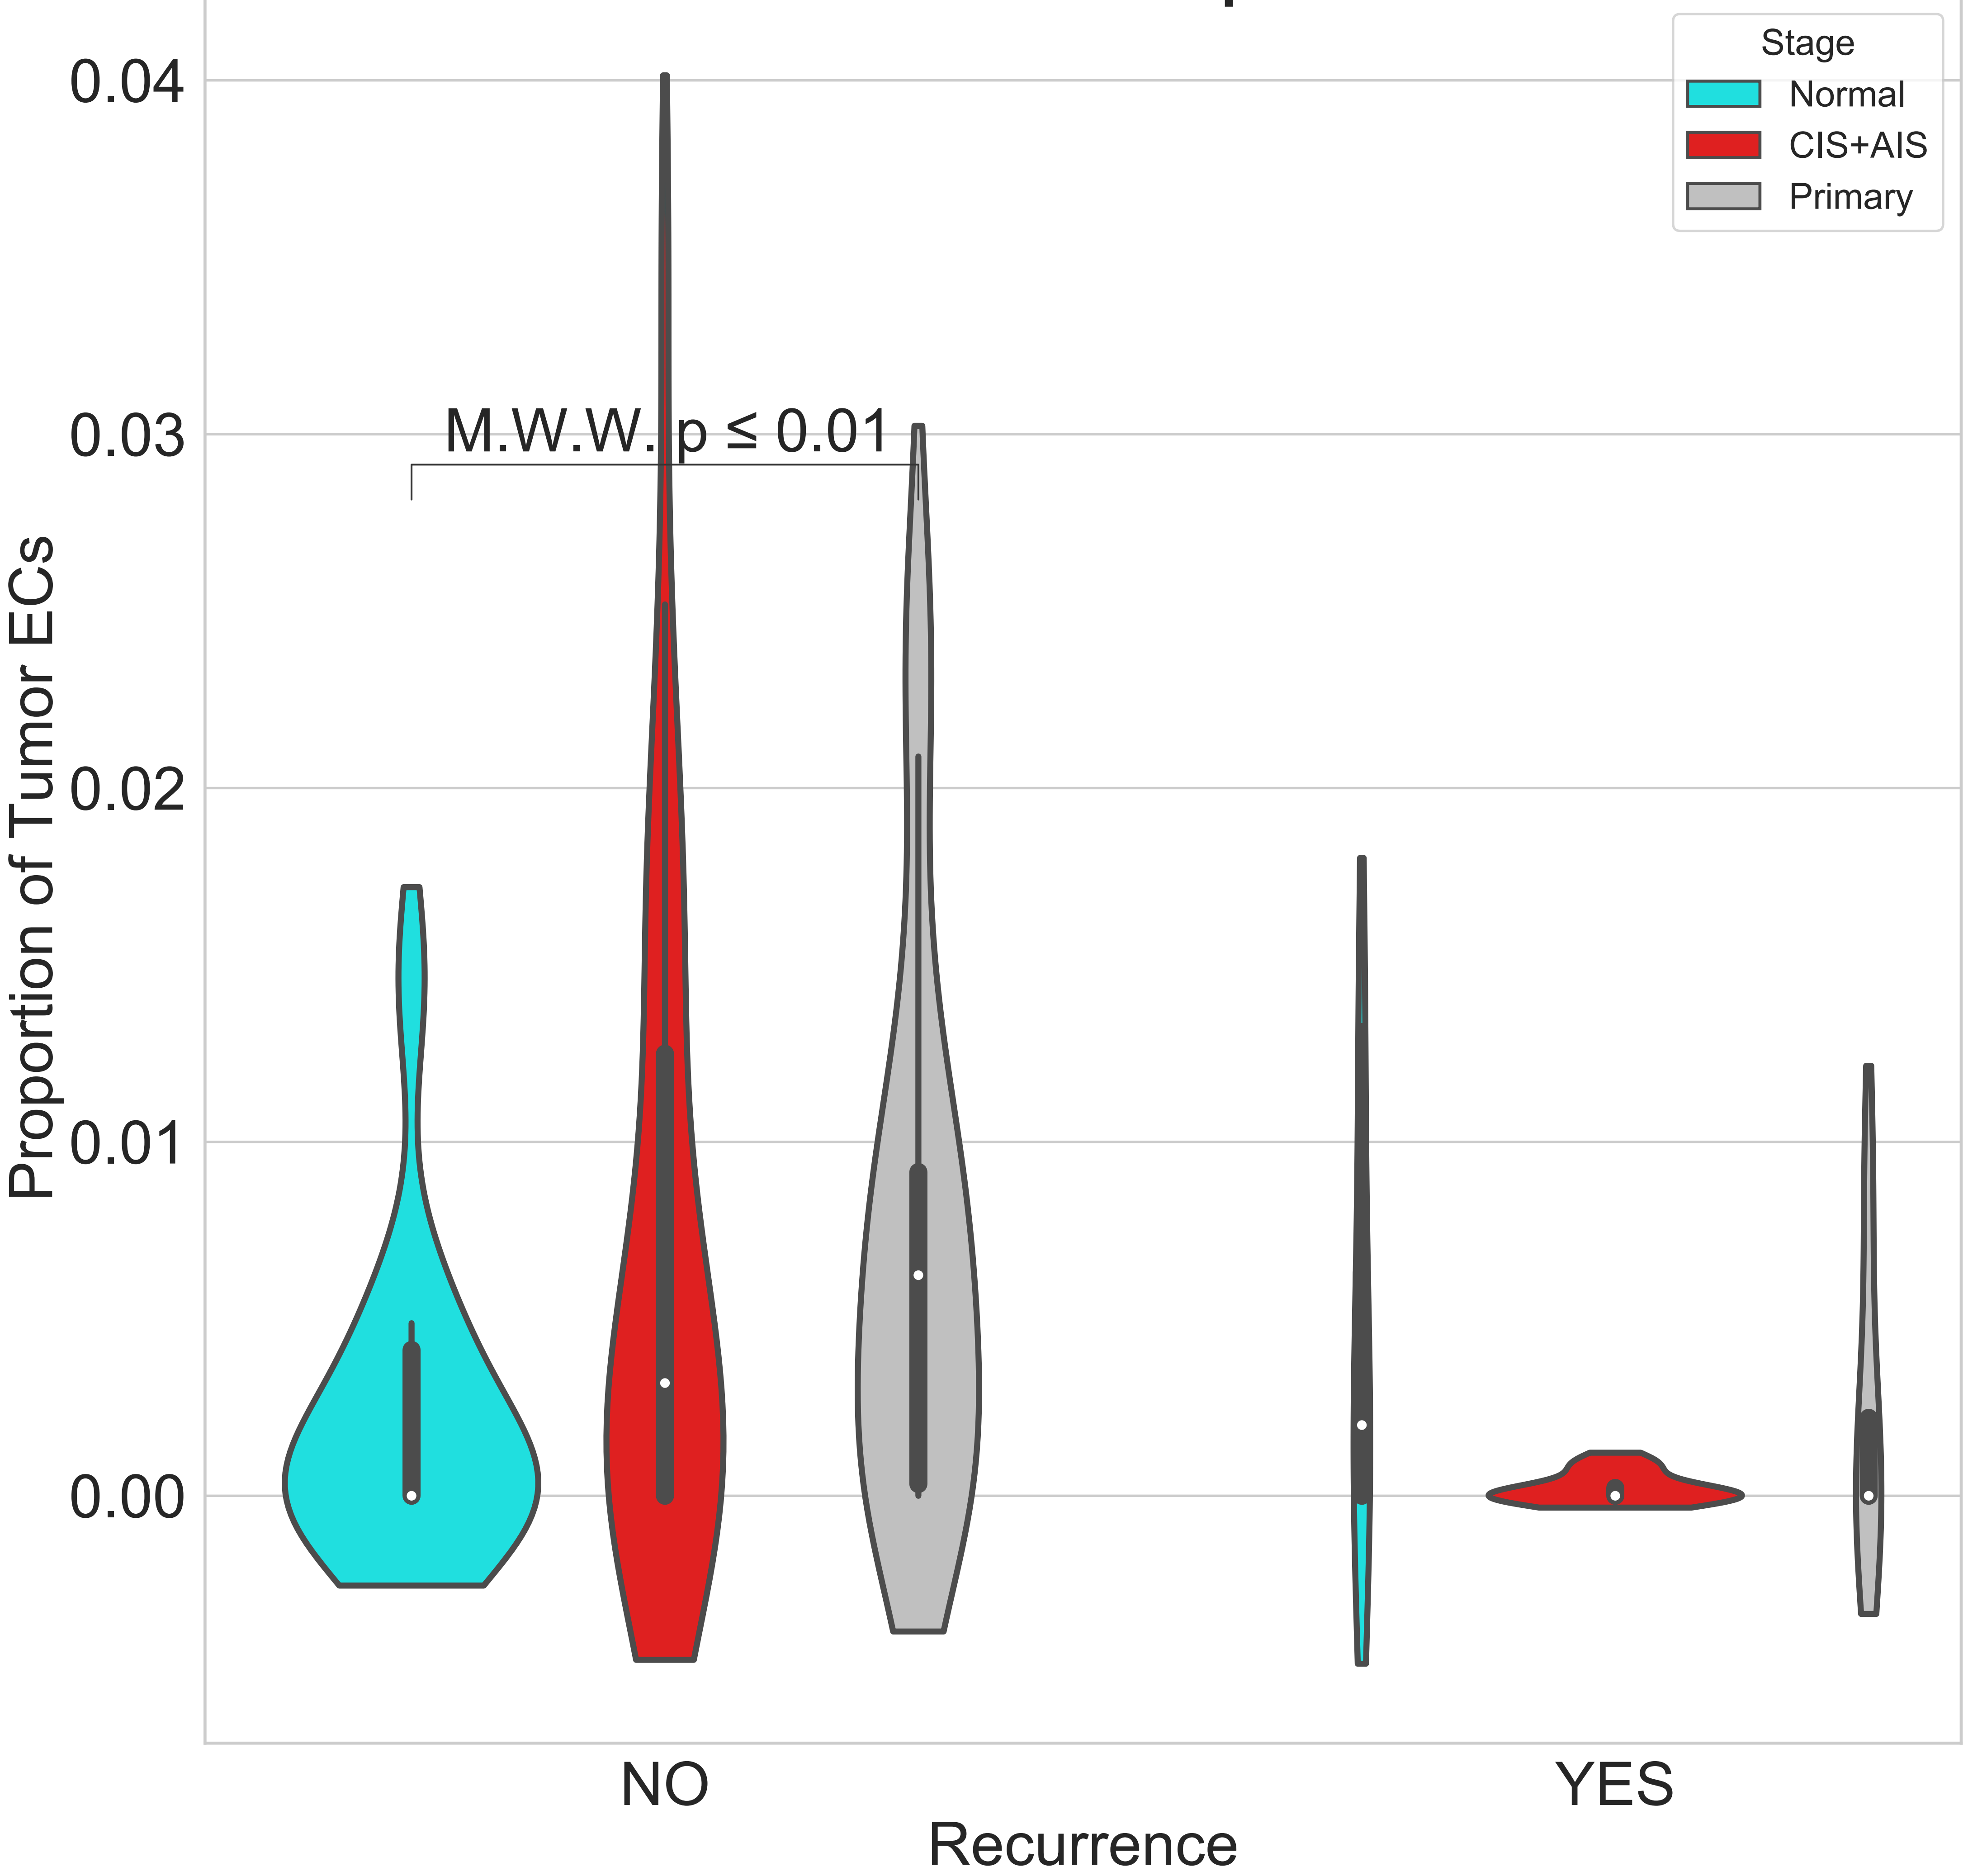 Stage
Normal
CIS+AIS
Primary
0.04
0.03
0.02
0.01
0.00
M.W.W. p ≤ 0.01
Proportion of Tumor ECs
NO
YES
Recurrence